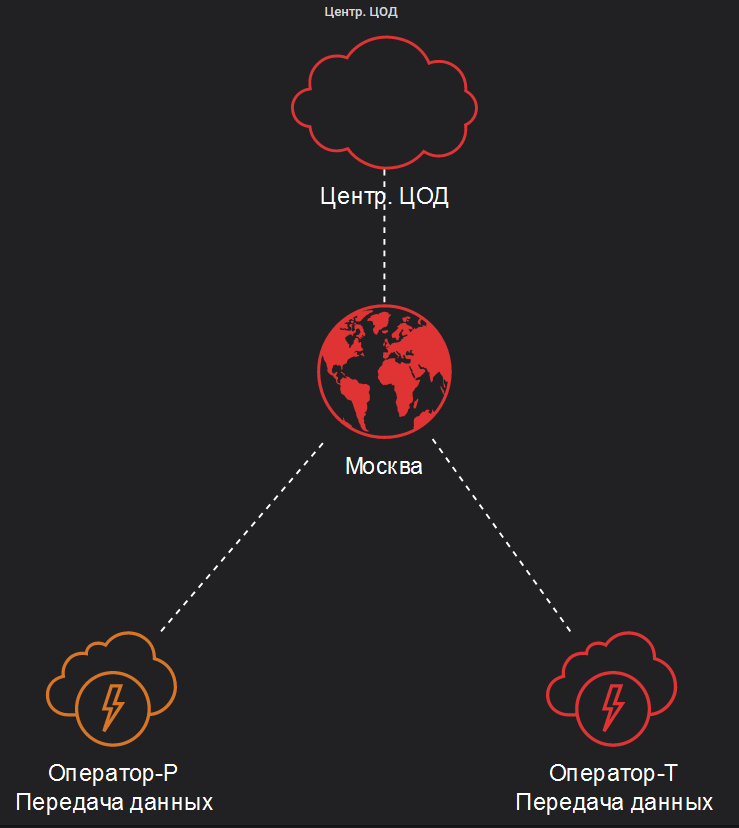 Центр. ЦОД
Центр. ЦОД
Москва
Оператор-Р
Передача данных
Оператор-Т
Передача данных